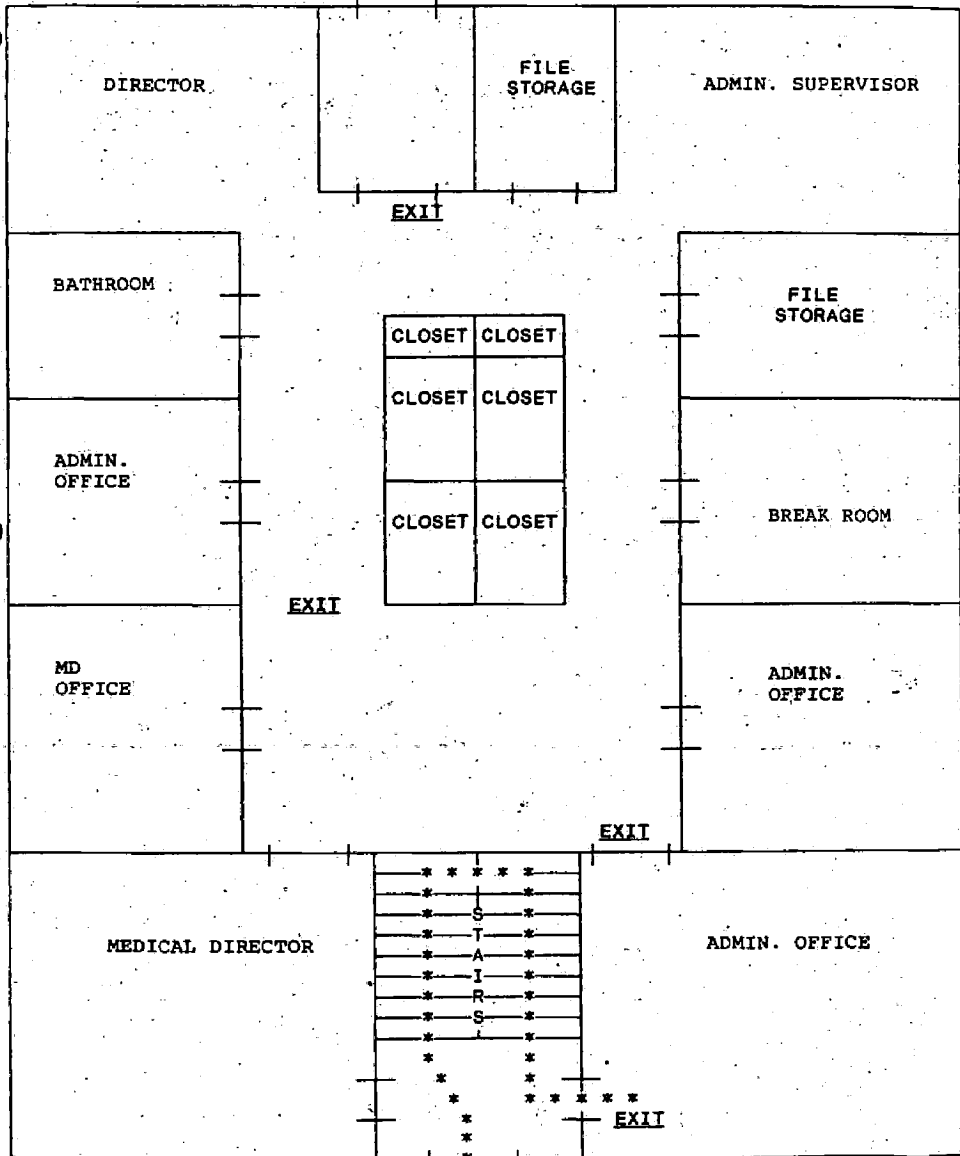 DIRECTOR
FILE
STORAGE
ADMIN. SUPERVISOR
EXIT
BATHROOM
FILE
STORAGE
CLOSET CLOSET
CLOSET CLOSET
ADMIN.
OFFICE
CLOSET CLOSET
BREAK ROOM
EXIT
MD
OFFICE
ADMIN.
OFFICE
EXIT
MEDICAL DIRECTOR
STAIRS
ADMIN. OFFICE
EXIT